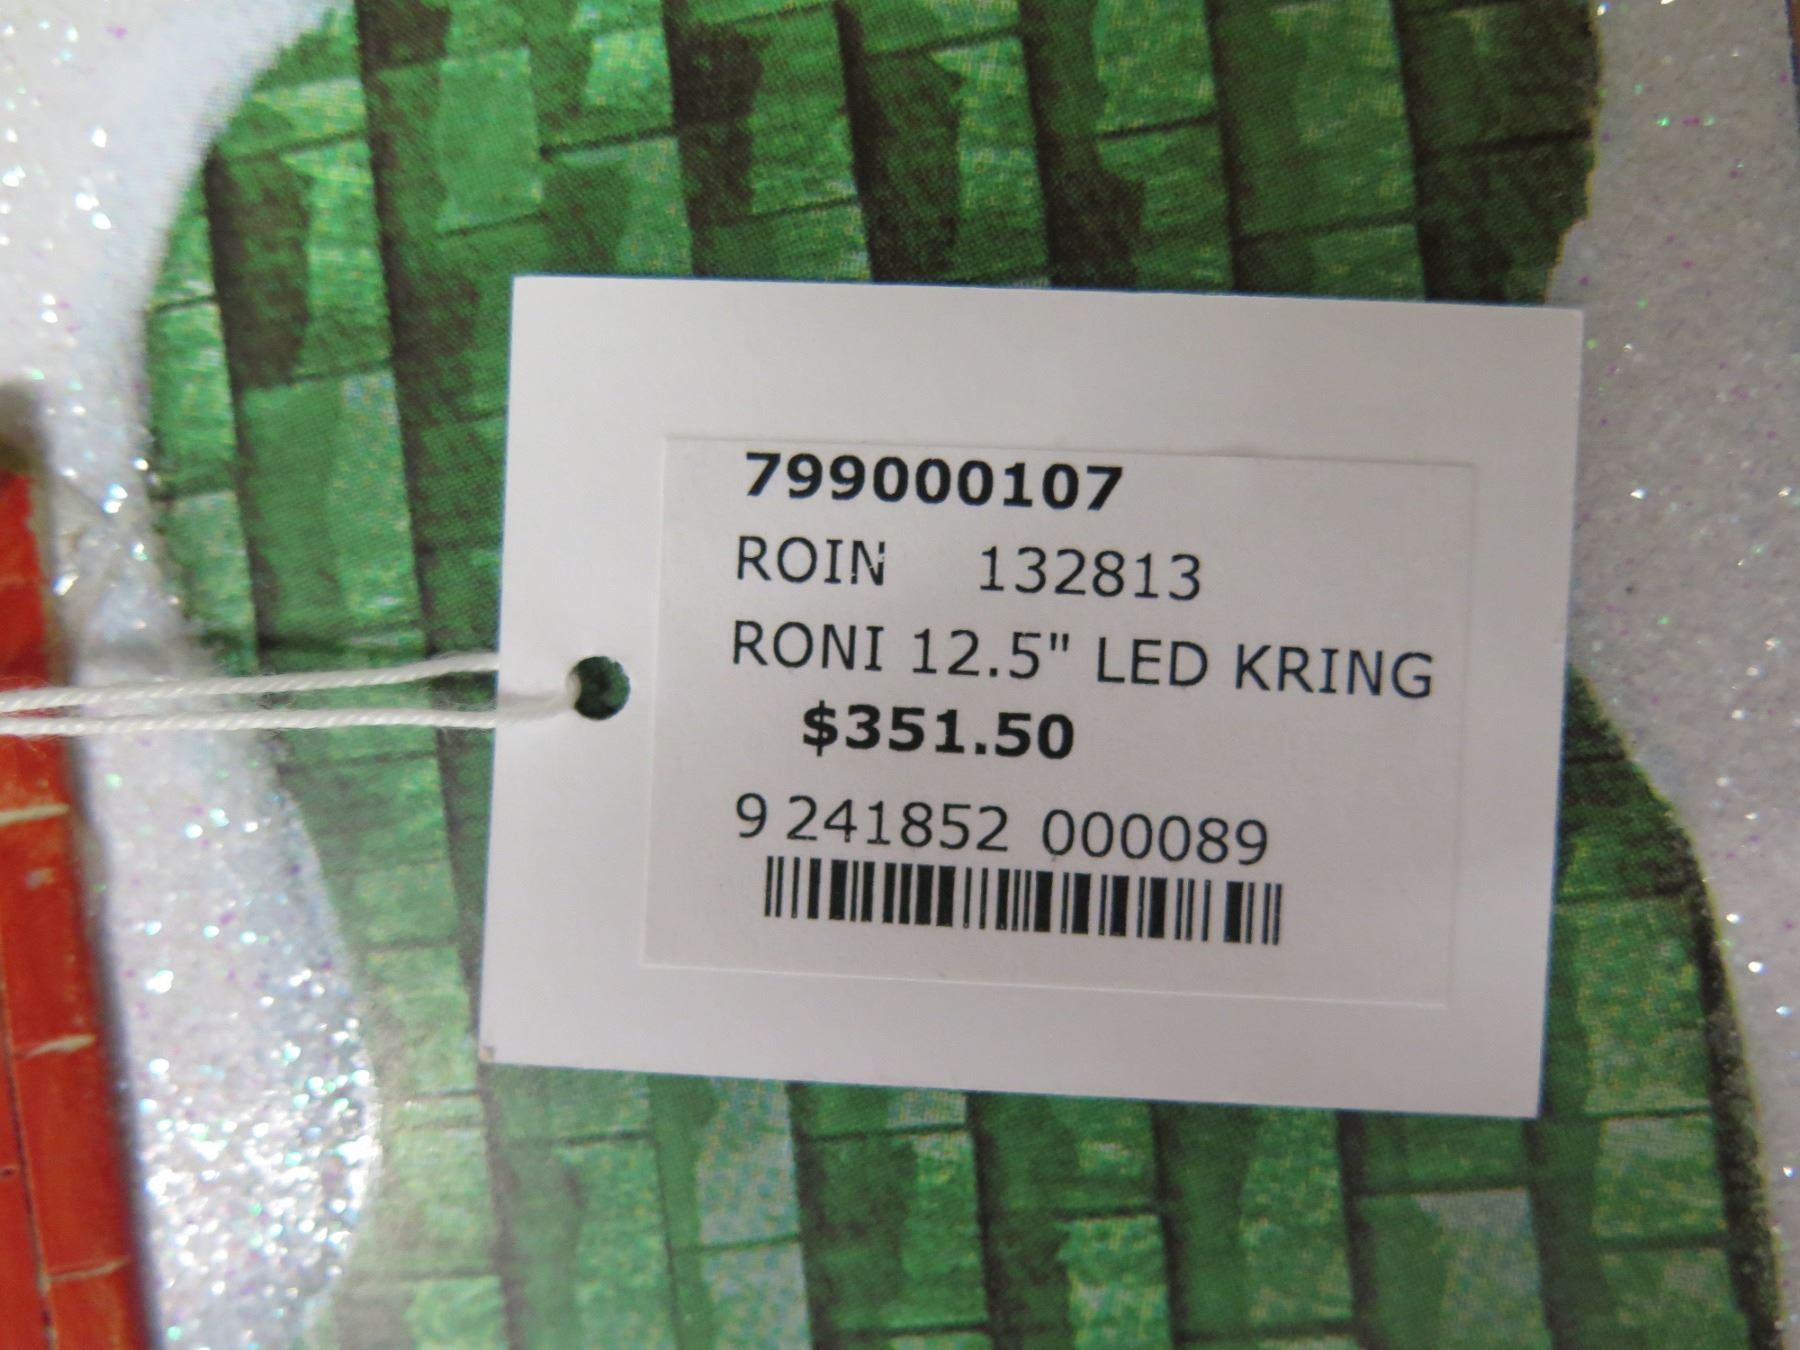 799000107
ROIN 132813
RONI 12.5" LED KRING
$351.50
9 241852 000089